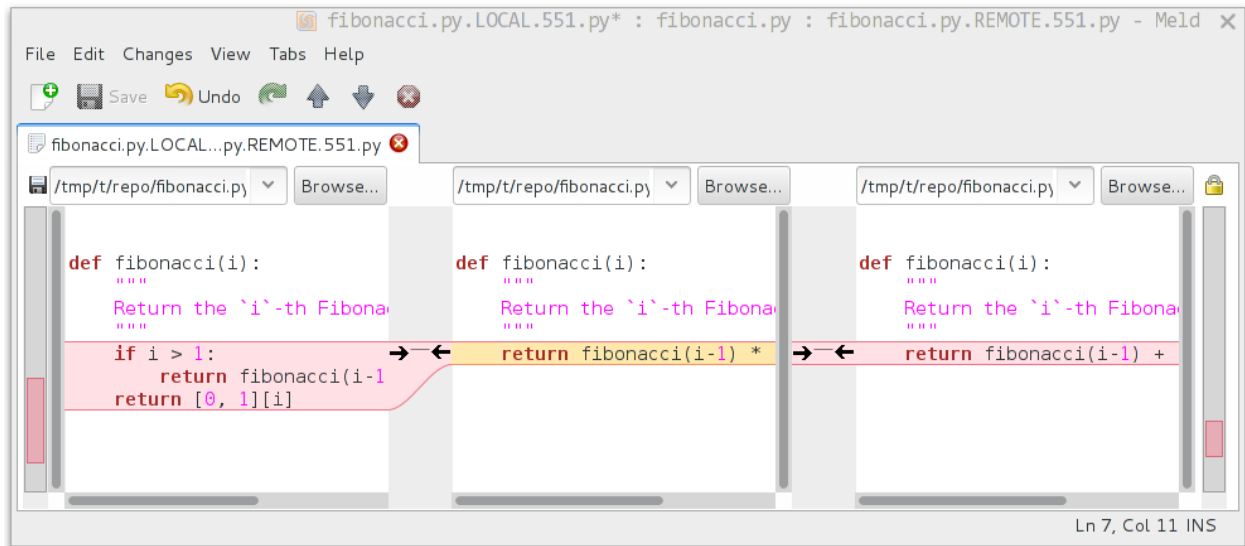 fibonacci.py.LOCAL.551.py* : fibonacci.py : fibonacci.py.REMOTE.551.py - Meld
File Edit Changes View Tabs Help
Save Undo
fibonacci.py.LOCAL...py.REMOTE.551.py
/tmp/t/repo/fibonacci.py Browse... /tmp/t/repo/fibonacci.py Browse... /tmp/t/repo/fibonacci.py Browse...
def fibonacci(i):
"""
Return the `i`-th Fibona
"""
if i > 1:
return fibonacci(i-1
return [0, 1][i]
def fibonacci(i):
"""
Return the `i`-th Fibona
"""
return fibonacci(i-1) *
def fibonacci(i):
"""
Return the `i`-th Fibona
"""
return fibonacci(i-1) +
Ln 7, Col 11 INS